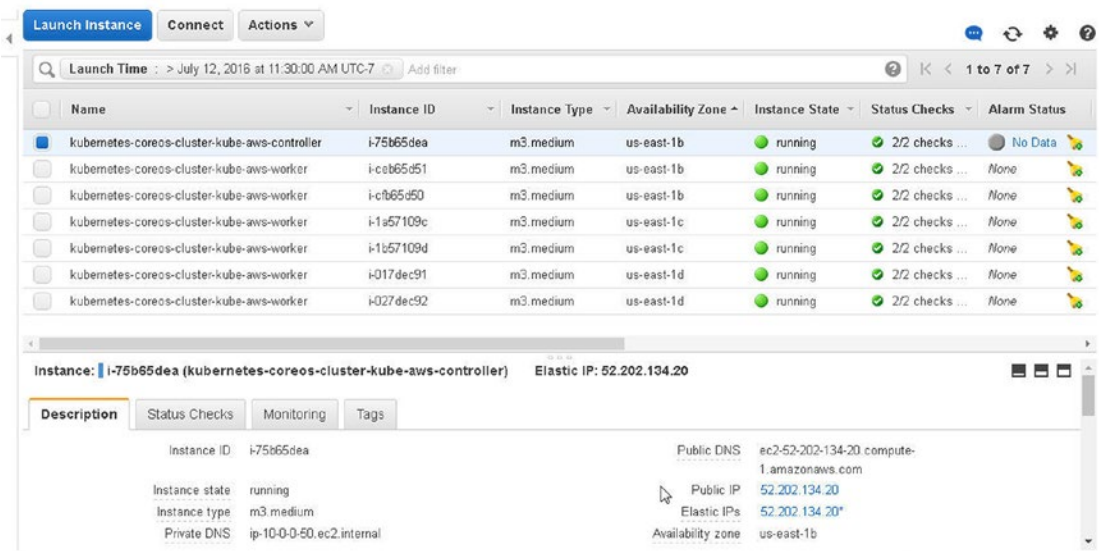 Launch Instance Connect Actions
Launch Time : > July 12, 2016 at 11:30:00 AM UTC-7 Add filter 1 to 7 of 7
Name Instance ID Instance Type Availability Zone Instance State Status Checks Alarm Status
kubernetes-coreos-cluster-kube-aws-controller i-75b65dea m3.medium us-east-1b running 2/2 checks ... No Data
kubernetes-coreos-cluster-kube-aws-worker i-ceb65d51 m3.medium us-east-1b running 2/2 checks ... None
kubernetes-coreos-cluster-kube-aws-worker i-cfb65d50 m3.medium us-east-1b running 2/2 checks ... None
kubernetes-coreos-cluster-kube-aws-worker i-1a57109c m3.medium us-east-1c running 2/2 checks ... None
kubernetes-coreos-cluster-kube-aws-worker i-1b57109d m3.medium us-east-1c running 2/2 checks ... None
kubernetes-coreos-cluster-kube-aws-worker i-017dec91 m3.medium us-east-1d running 2/2 checks ... None
kubernetes-coreos-cluster-kube-aws-worker i-027dec92 m3.medium us-east-1d running 2/2 checks ... None
Instance: i-75b65dea (kubernetes-coreos-cluster-kube-aws-controller) Elastic IP: 52.202.134.20
Description Status Checks Monitoring Tags
Instance ID i-75b65dea Public DNS ec2-52-202-134-20.compute-
1.amazonaws.com
Instance state running Public IP 52.202.134.20
Instance type m3.medium Elastic IPs 52.202.134.20*
Private DNS ip-10-0-0-50.ec2.internal Availability zone us-east-1b